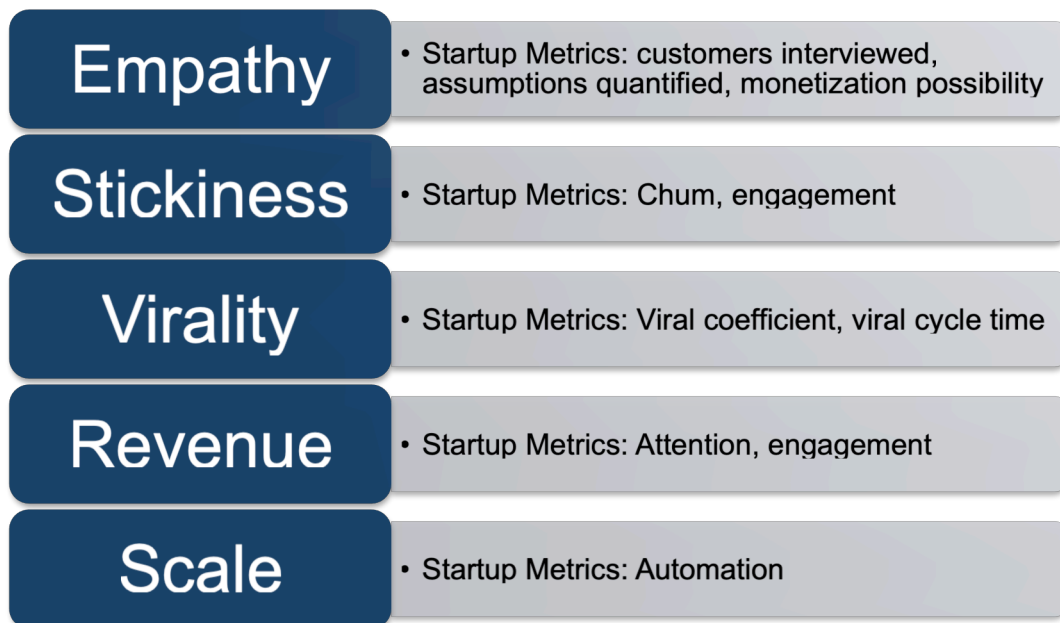 Empathy
• Startup Metrics: customers interviewed,
assumptions quantified, monetization possibility
Stickiness
• Startup Metrics: Chum, engagement
Virality
• Startup Metrics: Viral coefficient, viral cycle time
Revenue
• Startup Metrics: Attention, engagement
Scale
• Startup Metrics: Automation